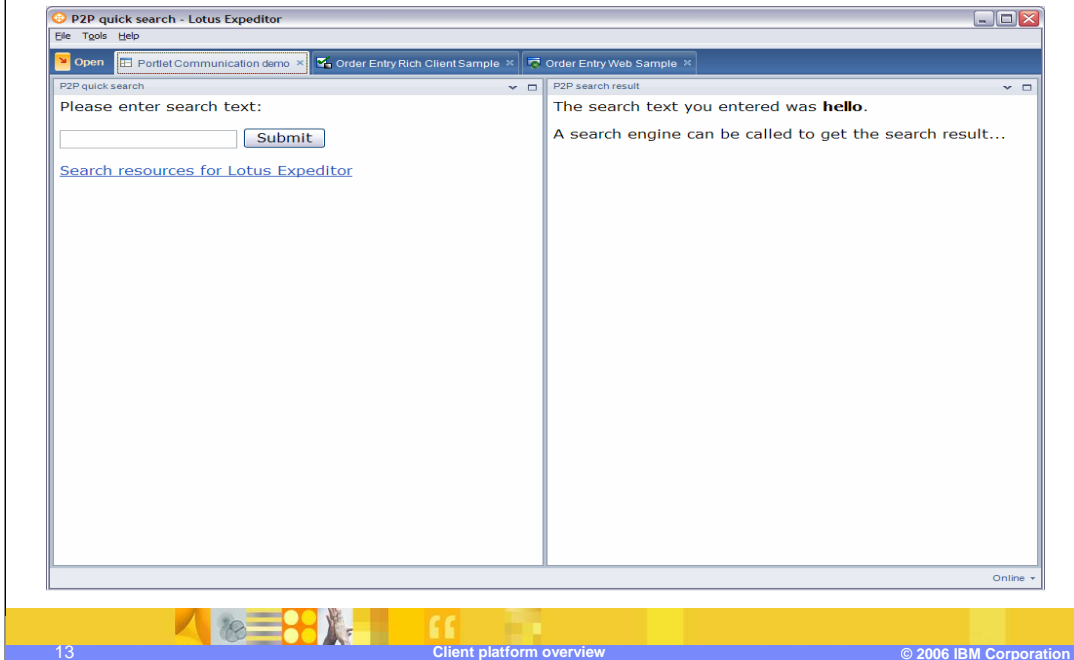 P2P quick search - Lotus Expeditor
File Tools Help
Open Portlet Communication demo Order Entry Rich Client Sample Order Entry Web Sample
P2P quick search
Please enter search text:
Submit
Search resources for Lotus Expeditor
P2P search result
The search text you entered was hello.
A search engine can be called to get the search result...
Online
13 Client platform overview © 2006 IBM Corporation